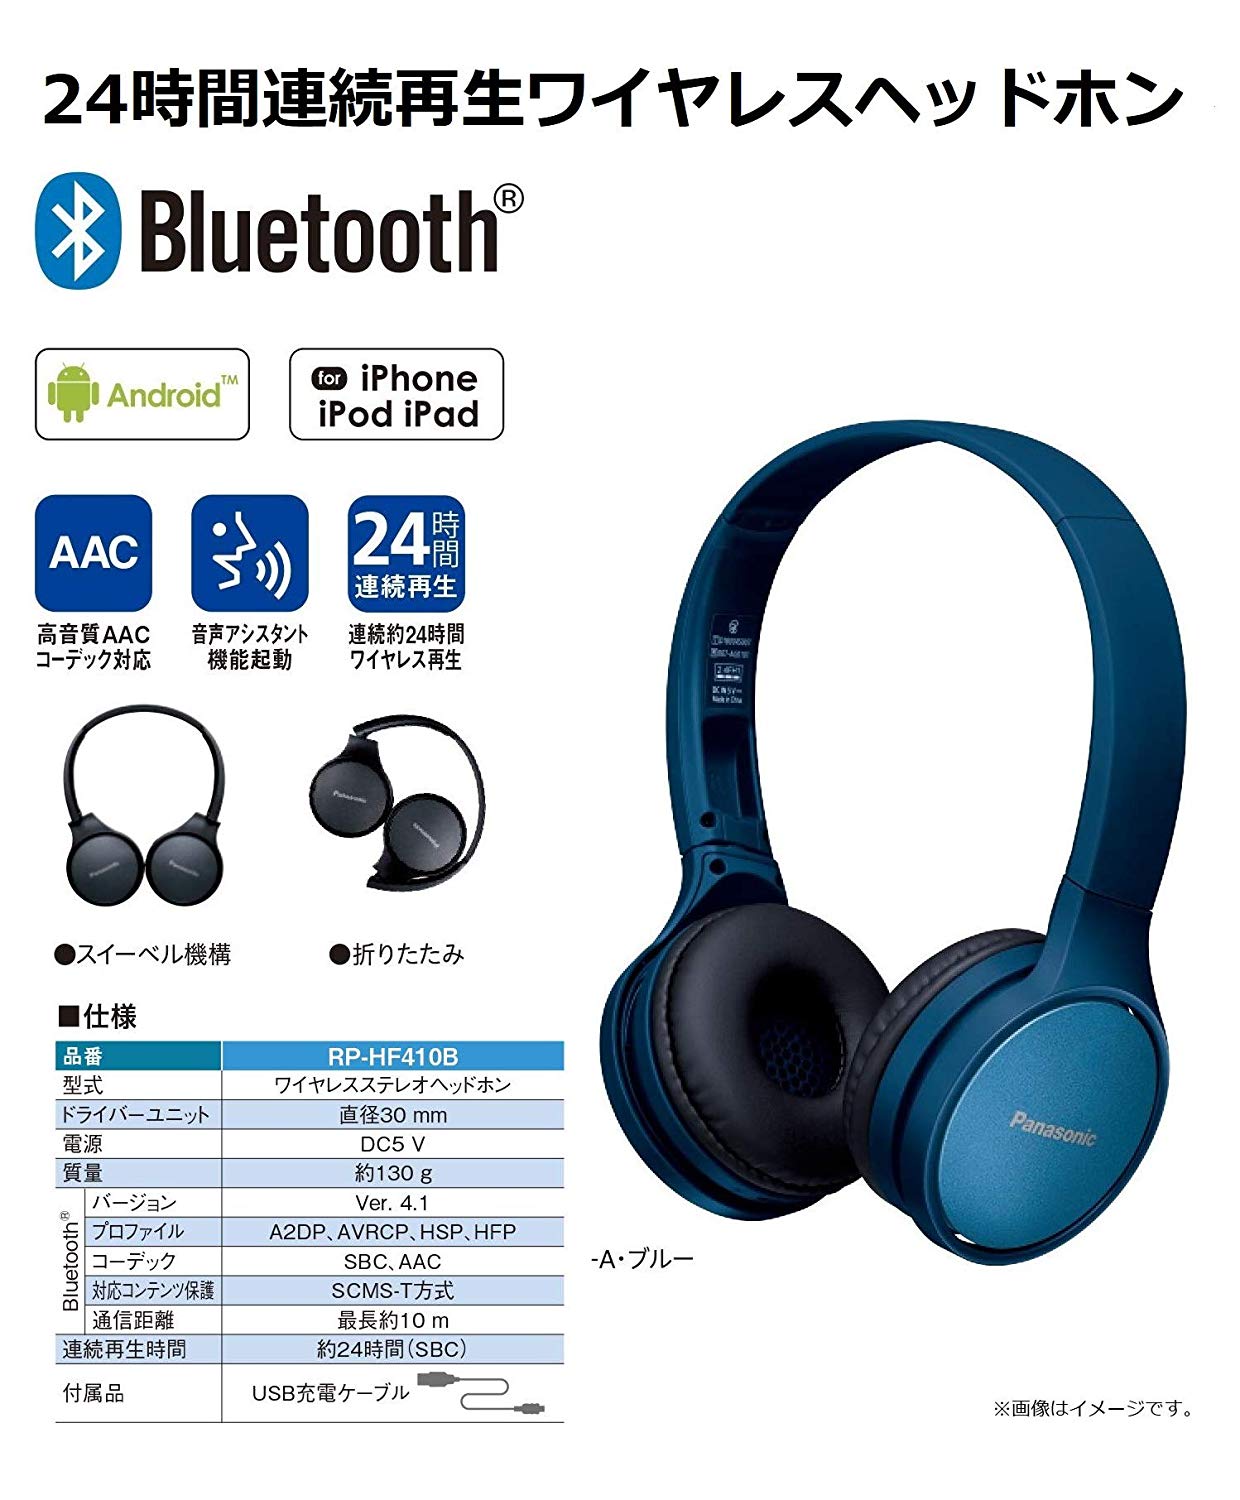 24時間連続再生ワイヤレスヘッドホン
Bluetooth®
Android™
for iPhone
iPod iPad
AAC
24時間
連続再生
高音質AAC
コーデック対応
音声アシスタント
機能起動
連続約24時間
ワイヤレス再生
Panasonic
Panasonic
Panasonic
Panasonic
●スイーベル機構
●折りたたみ
DC IN 5V
Made in China
■仕様
品番 RP-HF410B
型式 ワイヤレスステレオヘッドホン
ドライバーユニット 直径30 mm
電源 DC5 V
質量 約130 g
Bluetooth®
バージョン Ver. 4.1
プロファイル A2DP、AVRCP、HSP、HFP
コーデック SBC、AAC
対応コンテンツ保護 SCMS-T方式
通信距離 最長約10 m
連続再生時間 約24時間(SBC)
付属品 USB充電ケーブル
Panasonic
-A・ブルー
※画像はイメージです。